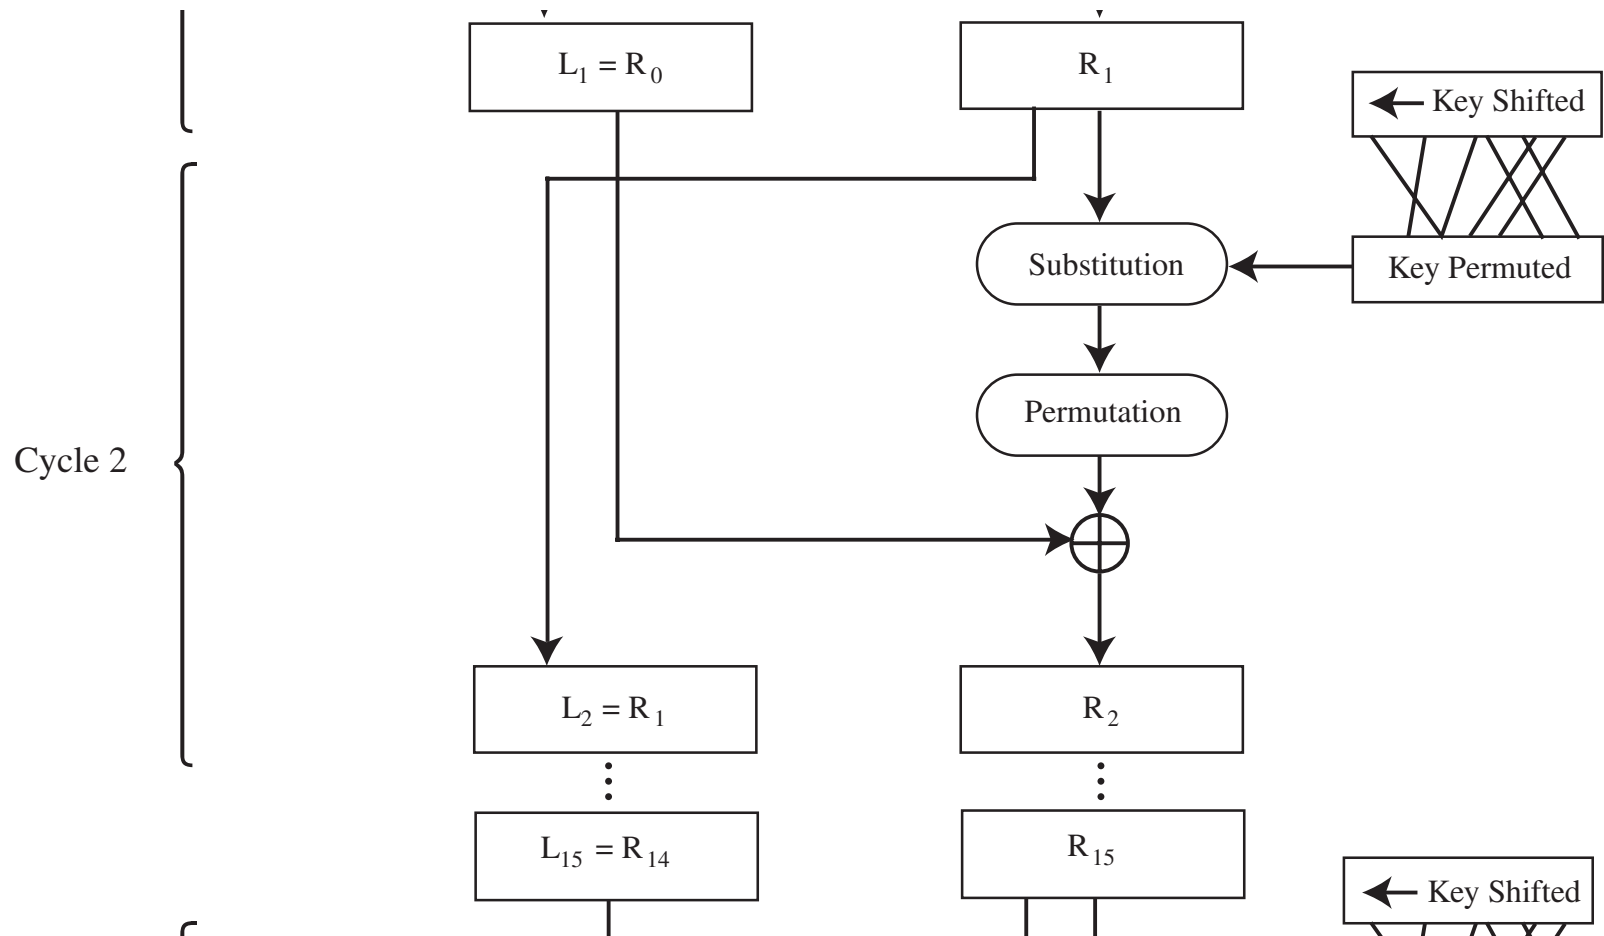 L1 = R0
R1
Key Shifted
Substitution
Key Permuted
Permutation
Cycle 2
L2 = R1
R2
L15 = R14
R15
Key Shifted